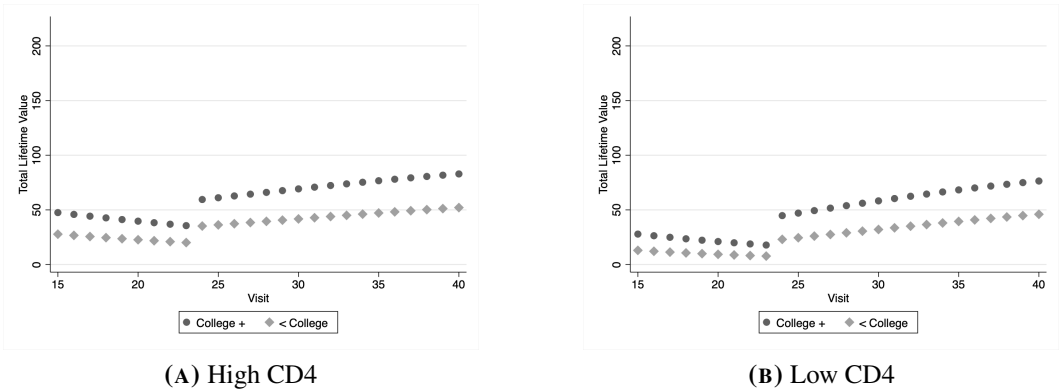 200
150
100
50
0
Total Lifetime Value
15 20 25 30 35 40
Visit
College + < College
(A) High CD4
200
150
100
50
0
Total Lifetime Value
15 20 25 30 35 40
Visit
College + < College
(B) Low CD4